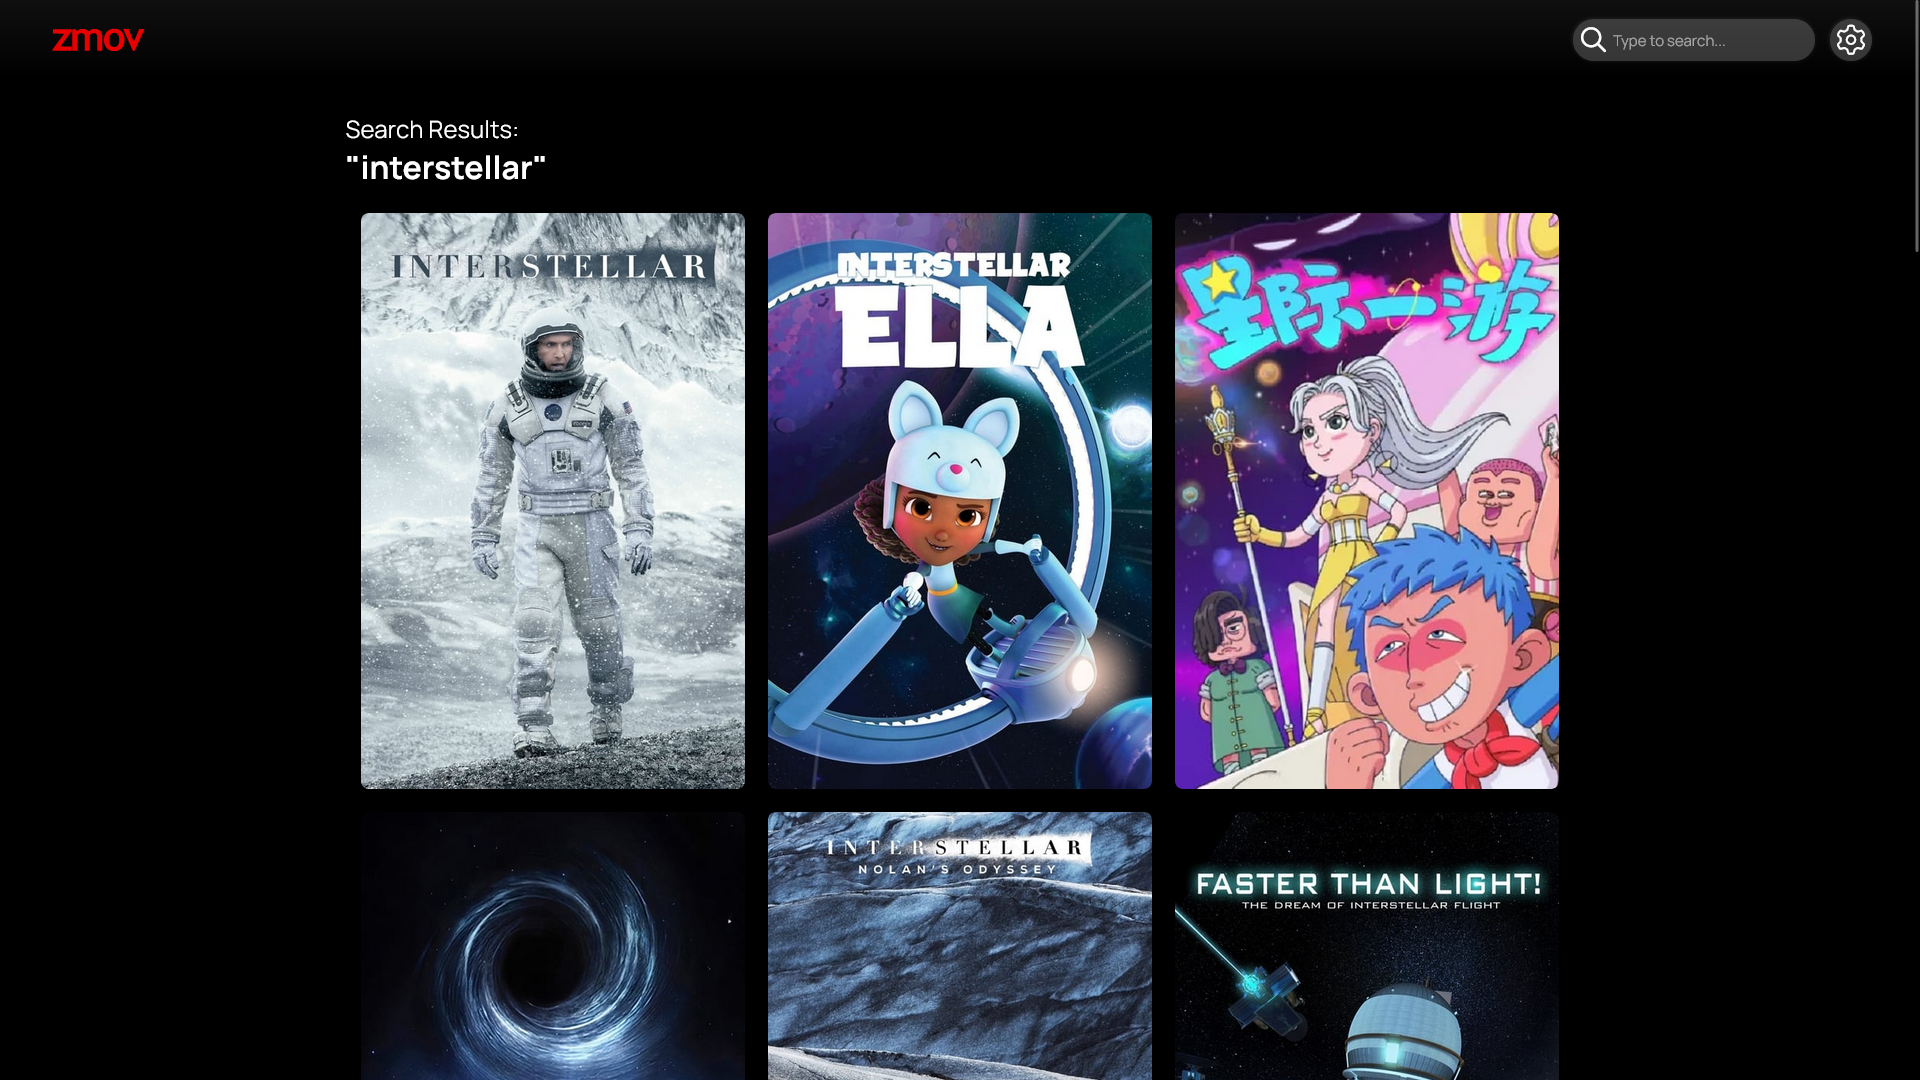 zmov
Type to search...
Search Results:
"interstellar"
INTERSTELLAR
INTERSTELLAR
ELLA
星际一游
INTERSTELLAR
NOLAN'S ODYSSEY
FASTER THAN LIGHT!
THE DREAM OF INTERSTELLAR FLIGHT